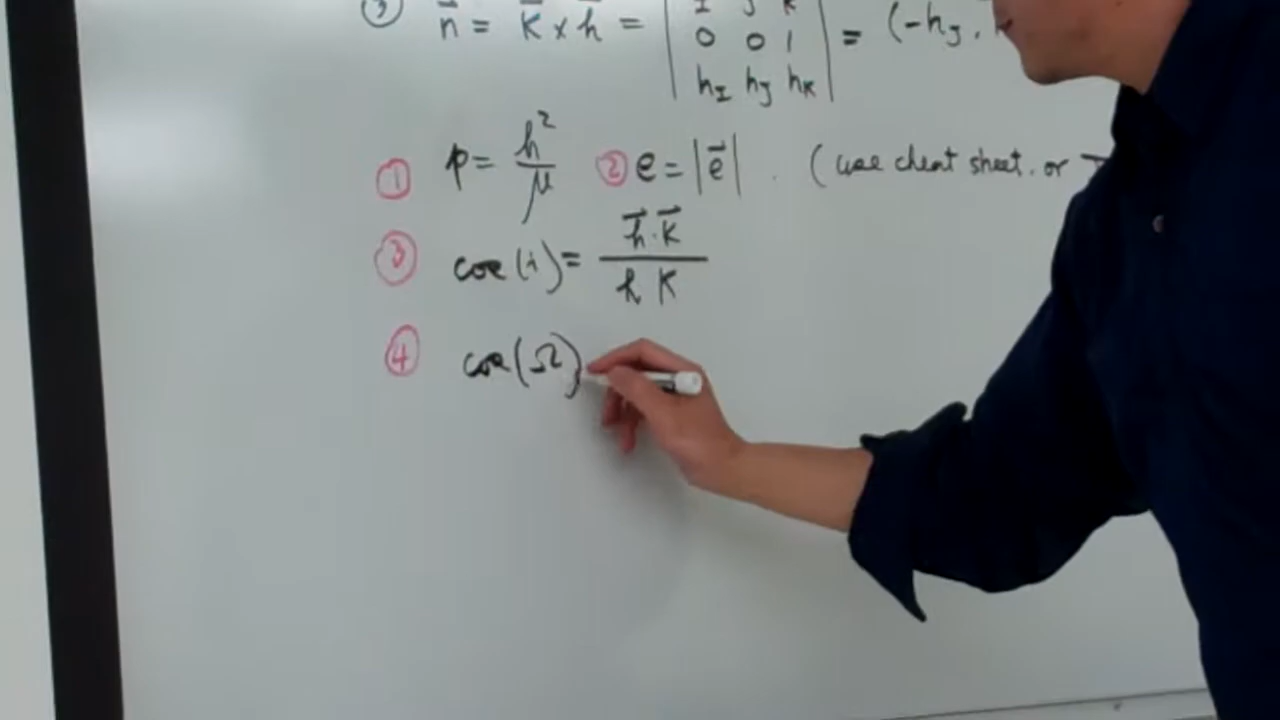 ③ n⃗ = K⃗ × h⃗ = | I J K | = (-h_J,
| 0 0 1 |
| h_I h_J h_K |
① p = h²/μ ② e = |e⃗| . (use cheat sheet. or
③ cos(i) = h⃗·K⃗ / h K
④ cos(Ω)